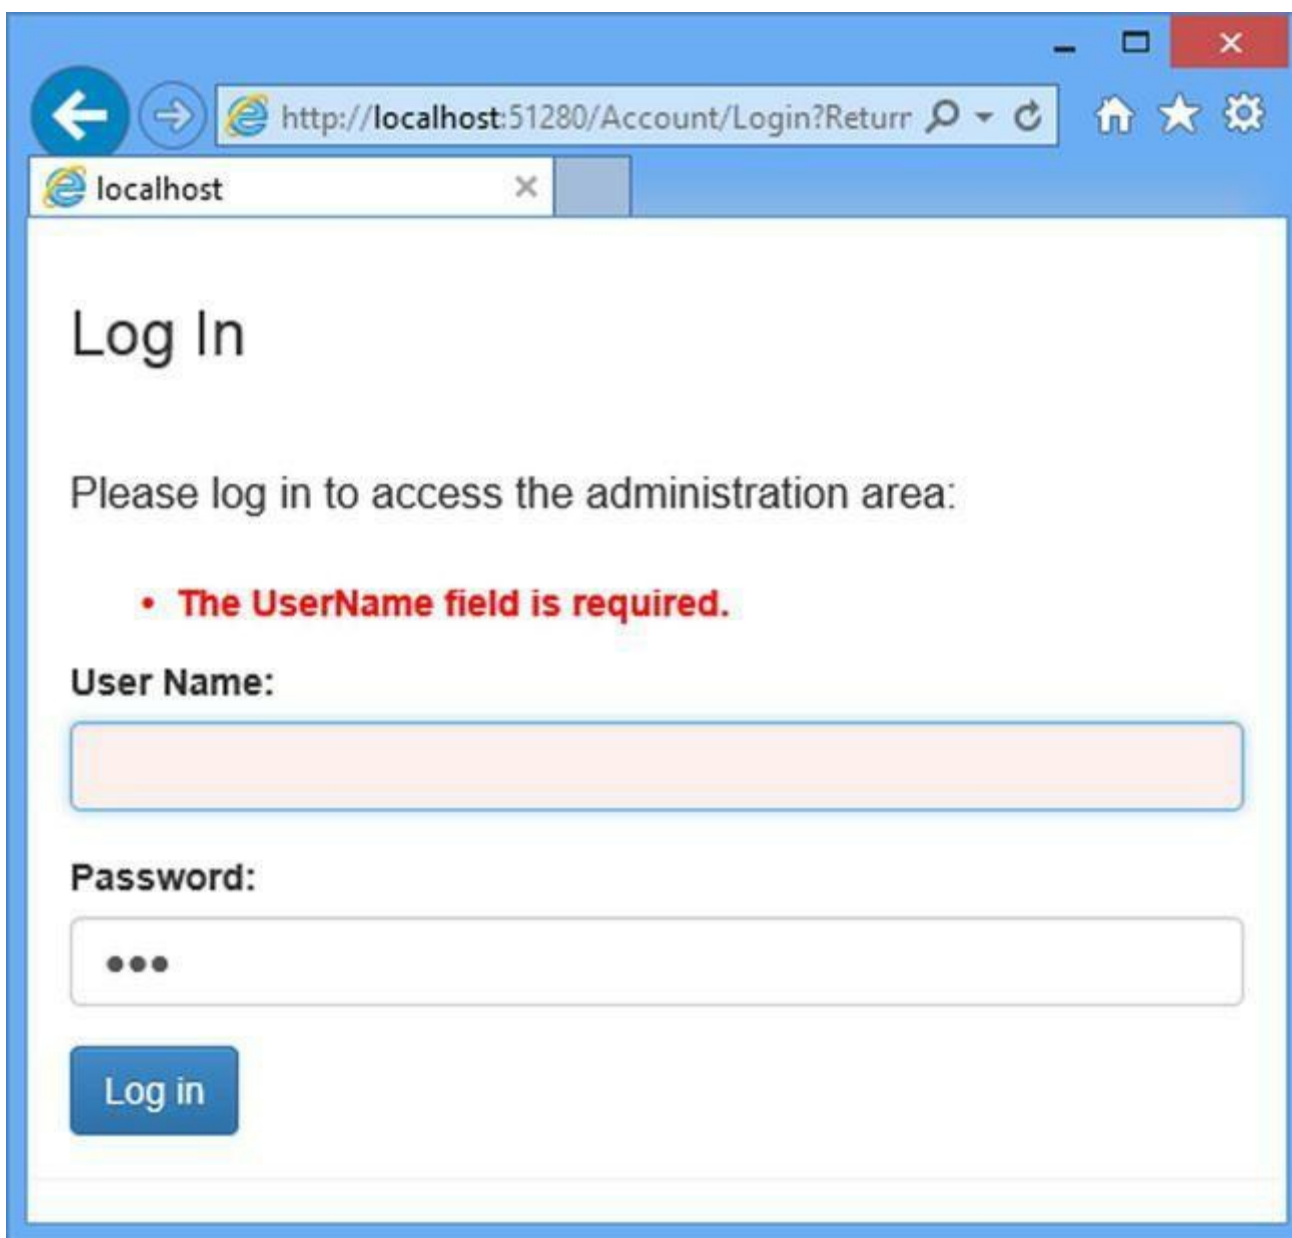 http://localhost:51280/Account/Login?Return
localhost
Log In
Please log in to access the administration area:
• The UserName field is required.
User Name:
Password:
•••
Log in